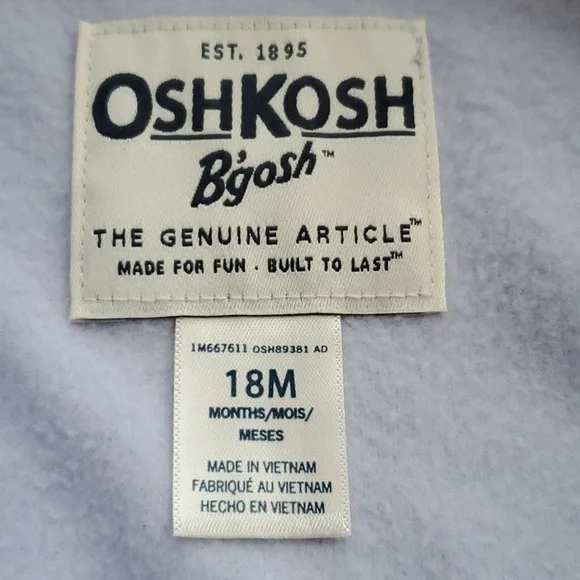 EST. 1895
OSHKOSH
B'gosh™
THE GENUINE ARTICLE™
MADE FOR FUN · BUILT TO LAST™
1M667611 OSH89381 AD
18M
MONTHS/MOIS/
MESES
MADE IN VIETNAM
FABRIQUÉ AU VIETNAM
HECHO EN VIETNAM